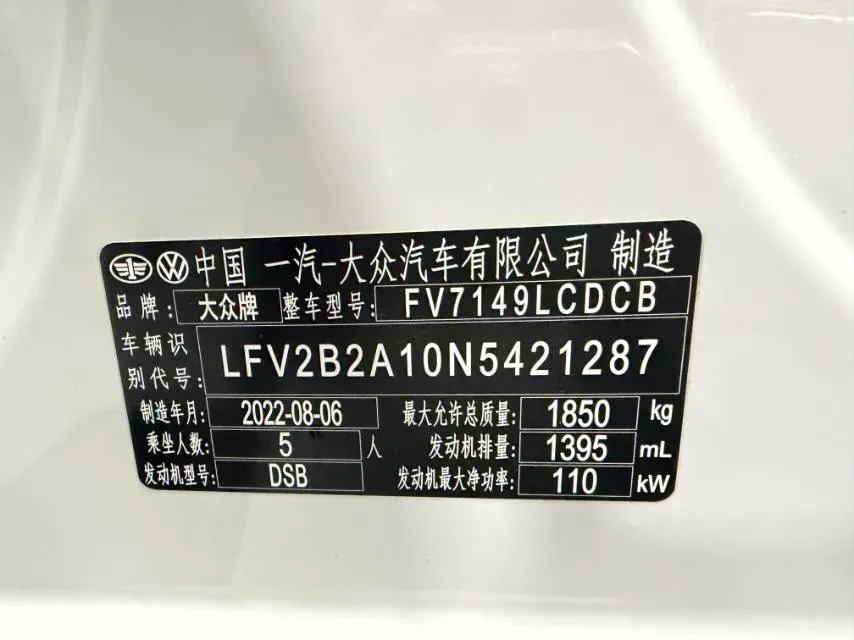 中国 一汽-大众汽车有限公司 制造
品牌: 大众牌 整车型号: FV7149LCDCB
车辆识别代号: LFV2B2A10N5421287
制造年月: 2022-08-06 最大允许总质量: 1850 kg
乘坐人数: 5 人 发动机排量: 1395 mL
发动机型号: DSB 发动机最大净功率: 110 kW